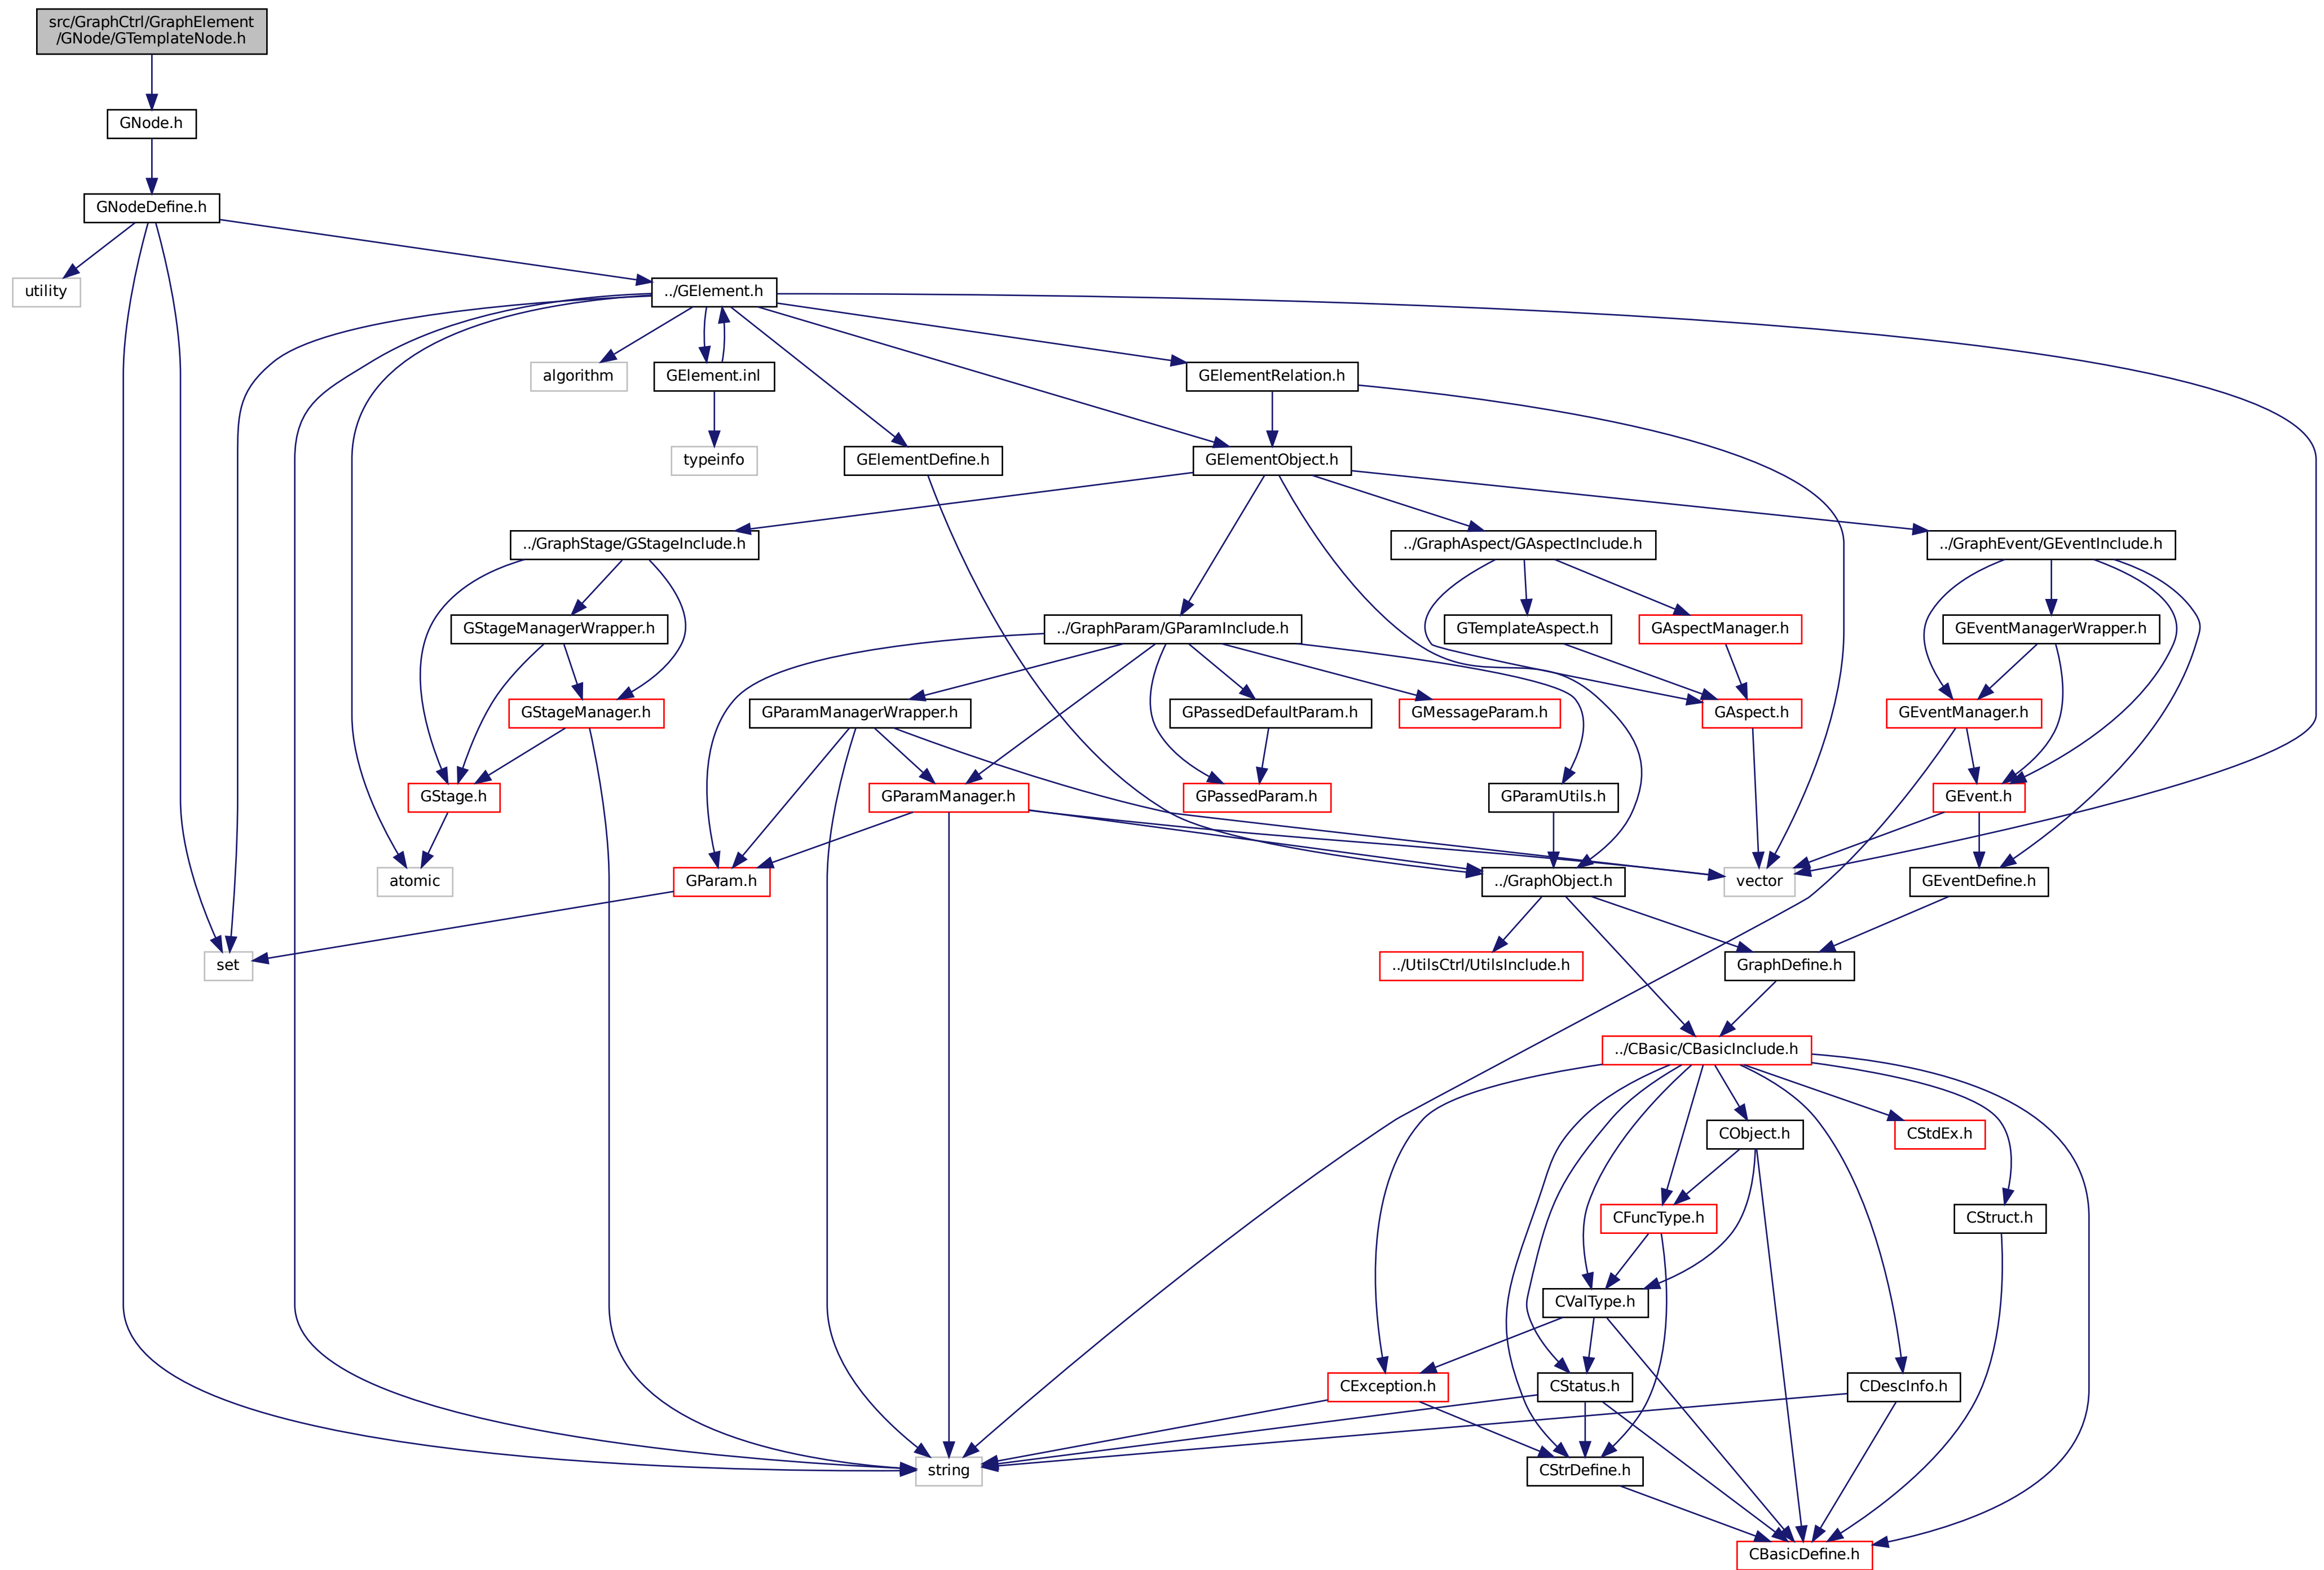 src/GraphCtrl/GraphElement
/GNode/GTemplateNode.h
GNode.h
GNodeDefine.h
utility
../GElement.h
algorithm
GElement.inl
GElementRelation.h
typeinfo
GElementDefine.h
GElementObject.h
../GraphStage/GStageInclude.h
../GraphAspect/GAspectInclude.h
../GraphEvent/GEventInclude.h
GStageManagerWrapper.h
../GraphParam/GParamInclude.h
GTemplateAspect.h
GAspectManager.h
GEventManagerWrapper.h
GStageManager.h
GParamManagerWrapper.h
GPassedDefaultParam.h
GMessageParam.h
GAspect.h
GEventManager.h
GStage.h
GParamManager.h
GPassedParam.h
GParamUtils.h
GEvent.h
atomic
GParam.h
../GraphObject.h
vector
GEventDefine.h
set
../UtilsCtrl/UtilsInclude.h
GraphDefine.h
../CBasic/CBasicInclude.h
CObject.h
CStdEx.h
CFuncType.h
CStruct.h
CValType.h
CException.h
CStatus.h
CDescInfo.h
string
CStrDefine.h
CBasicDefine.h